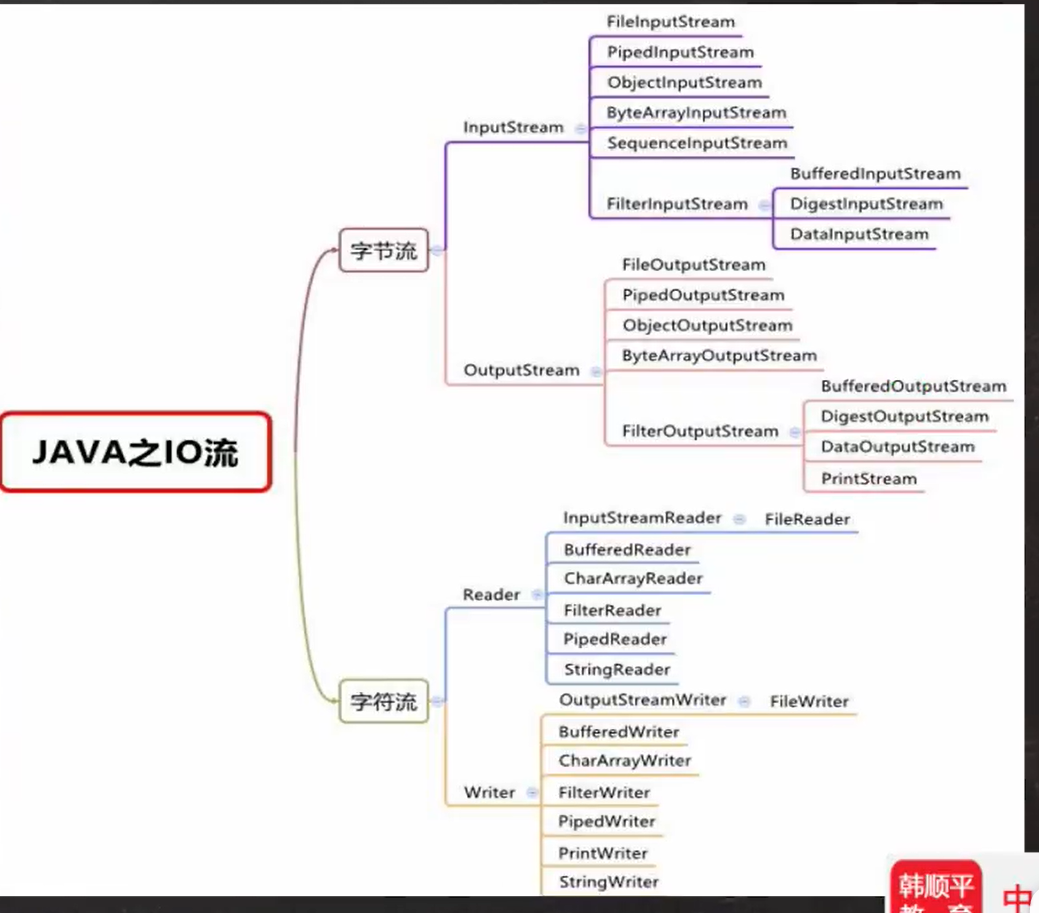 FileInputStream
PipedInputStream
ObjectInputStream
ByteArrayInputStream
InputStream
SequenceInputStream
BufferedInputStream
FilterInputStream
DigestInputStream
DataInputStream
字节流
FileOutputStream
PipedOutputStream
ObjectOutputStream
ByteArrayOutputStream
OutputStream
BufferedOutputStream
DigestOutputStream
FilterOutputStream
DataOutputStream
PrintStream
JAVA之IO流
InputStreamReader
FileReader
BufferedReader
CharArrayReader
Reader
FilterReader
PipedReader
StringReader
字符流
OutputStreamWriter
FileWriter
BufferedWriter
CharArrayWriter
Writer
FilterWriter
PipedWriter
PrintWriter
StringWriter
韩顺平
教育
中